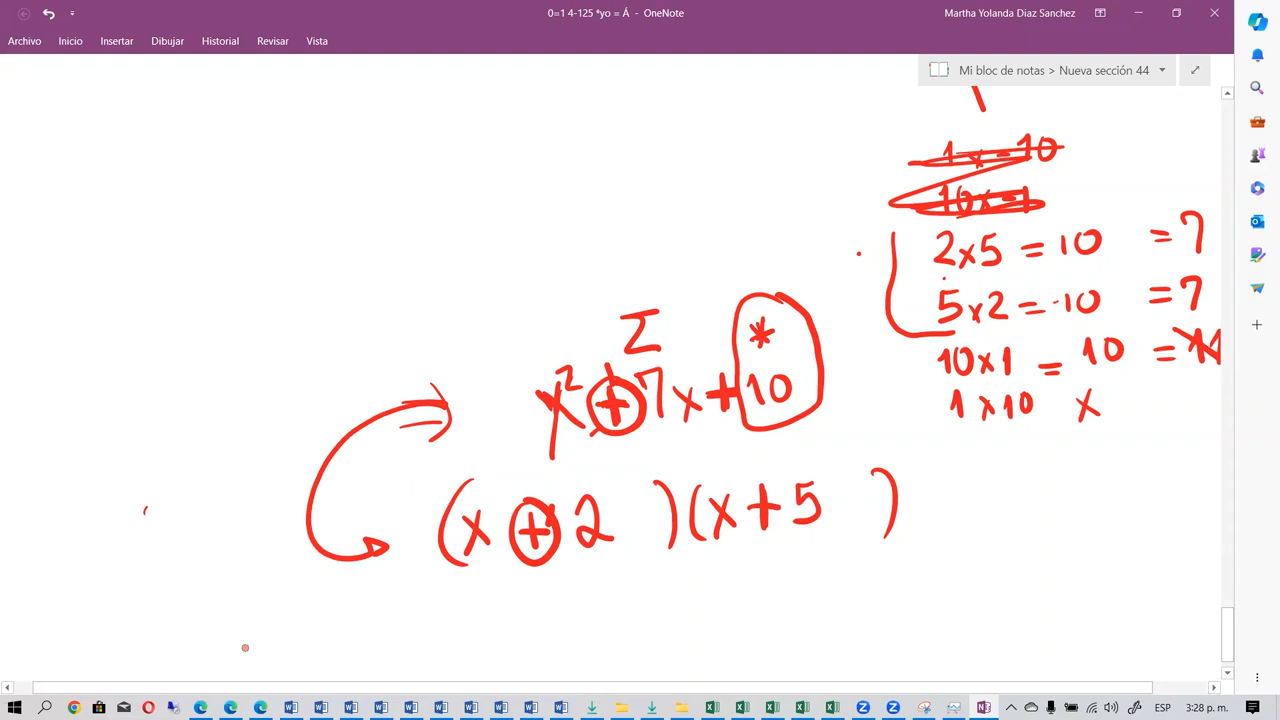 0=1 4-125 *yo = Á - OneNote
Martha Yolanda Diaz Sanchez
Archivo Inicio Insertar Dibujar Historial Revisar Vista
Mi bloc de notas > Nueva sección 44
1x-10
10x-1
2x5 = 10 = 7
5x2 = 10 = 7
10x1 = 10 =
1x10 x
Σ *
x² + 7x + 10
(x + 2 )(x + 5 )
ESP 3:28 p. m.